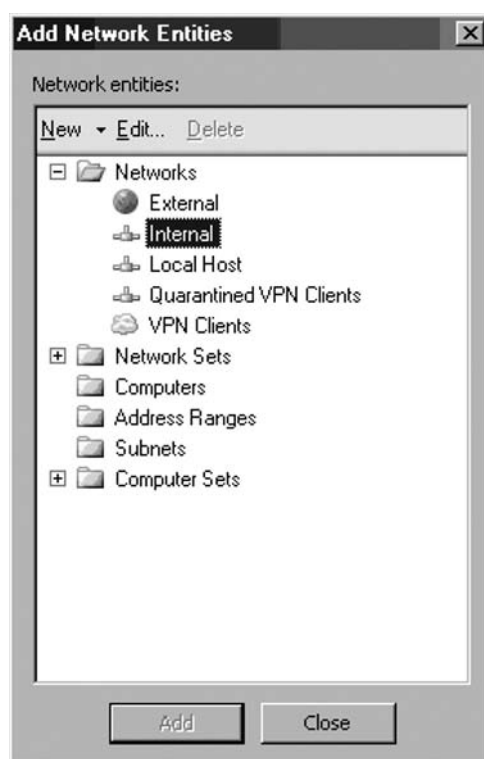 Add Network Entities
Network entities:
New Edit... Delete
Networks
External
Internal
Local Host
Quarantined VPN Clients
VPN Clients
Network Sets
Computers
Address Ranges
Subnets
Computer Sets
Add Close